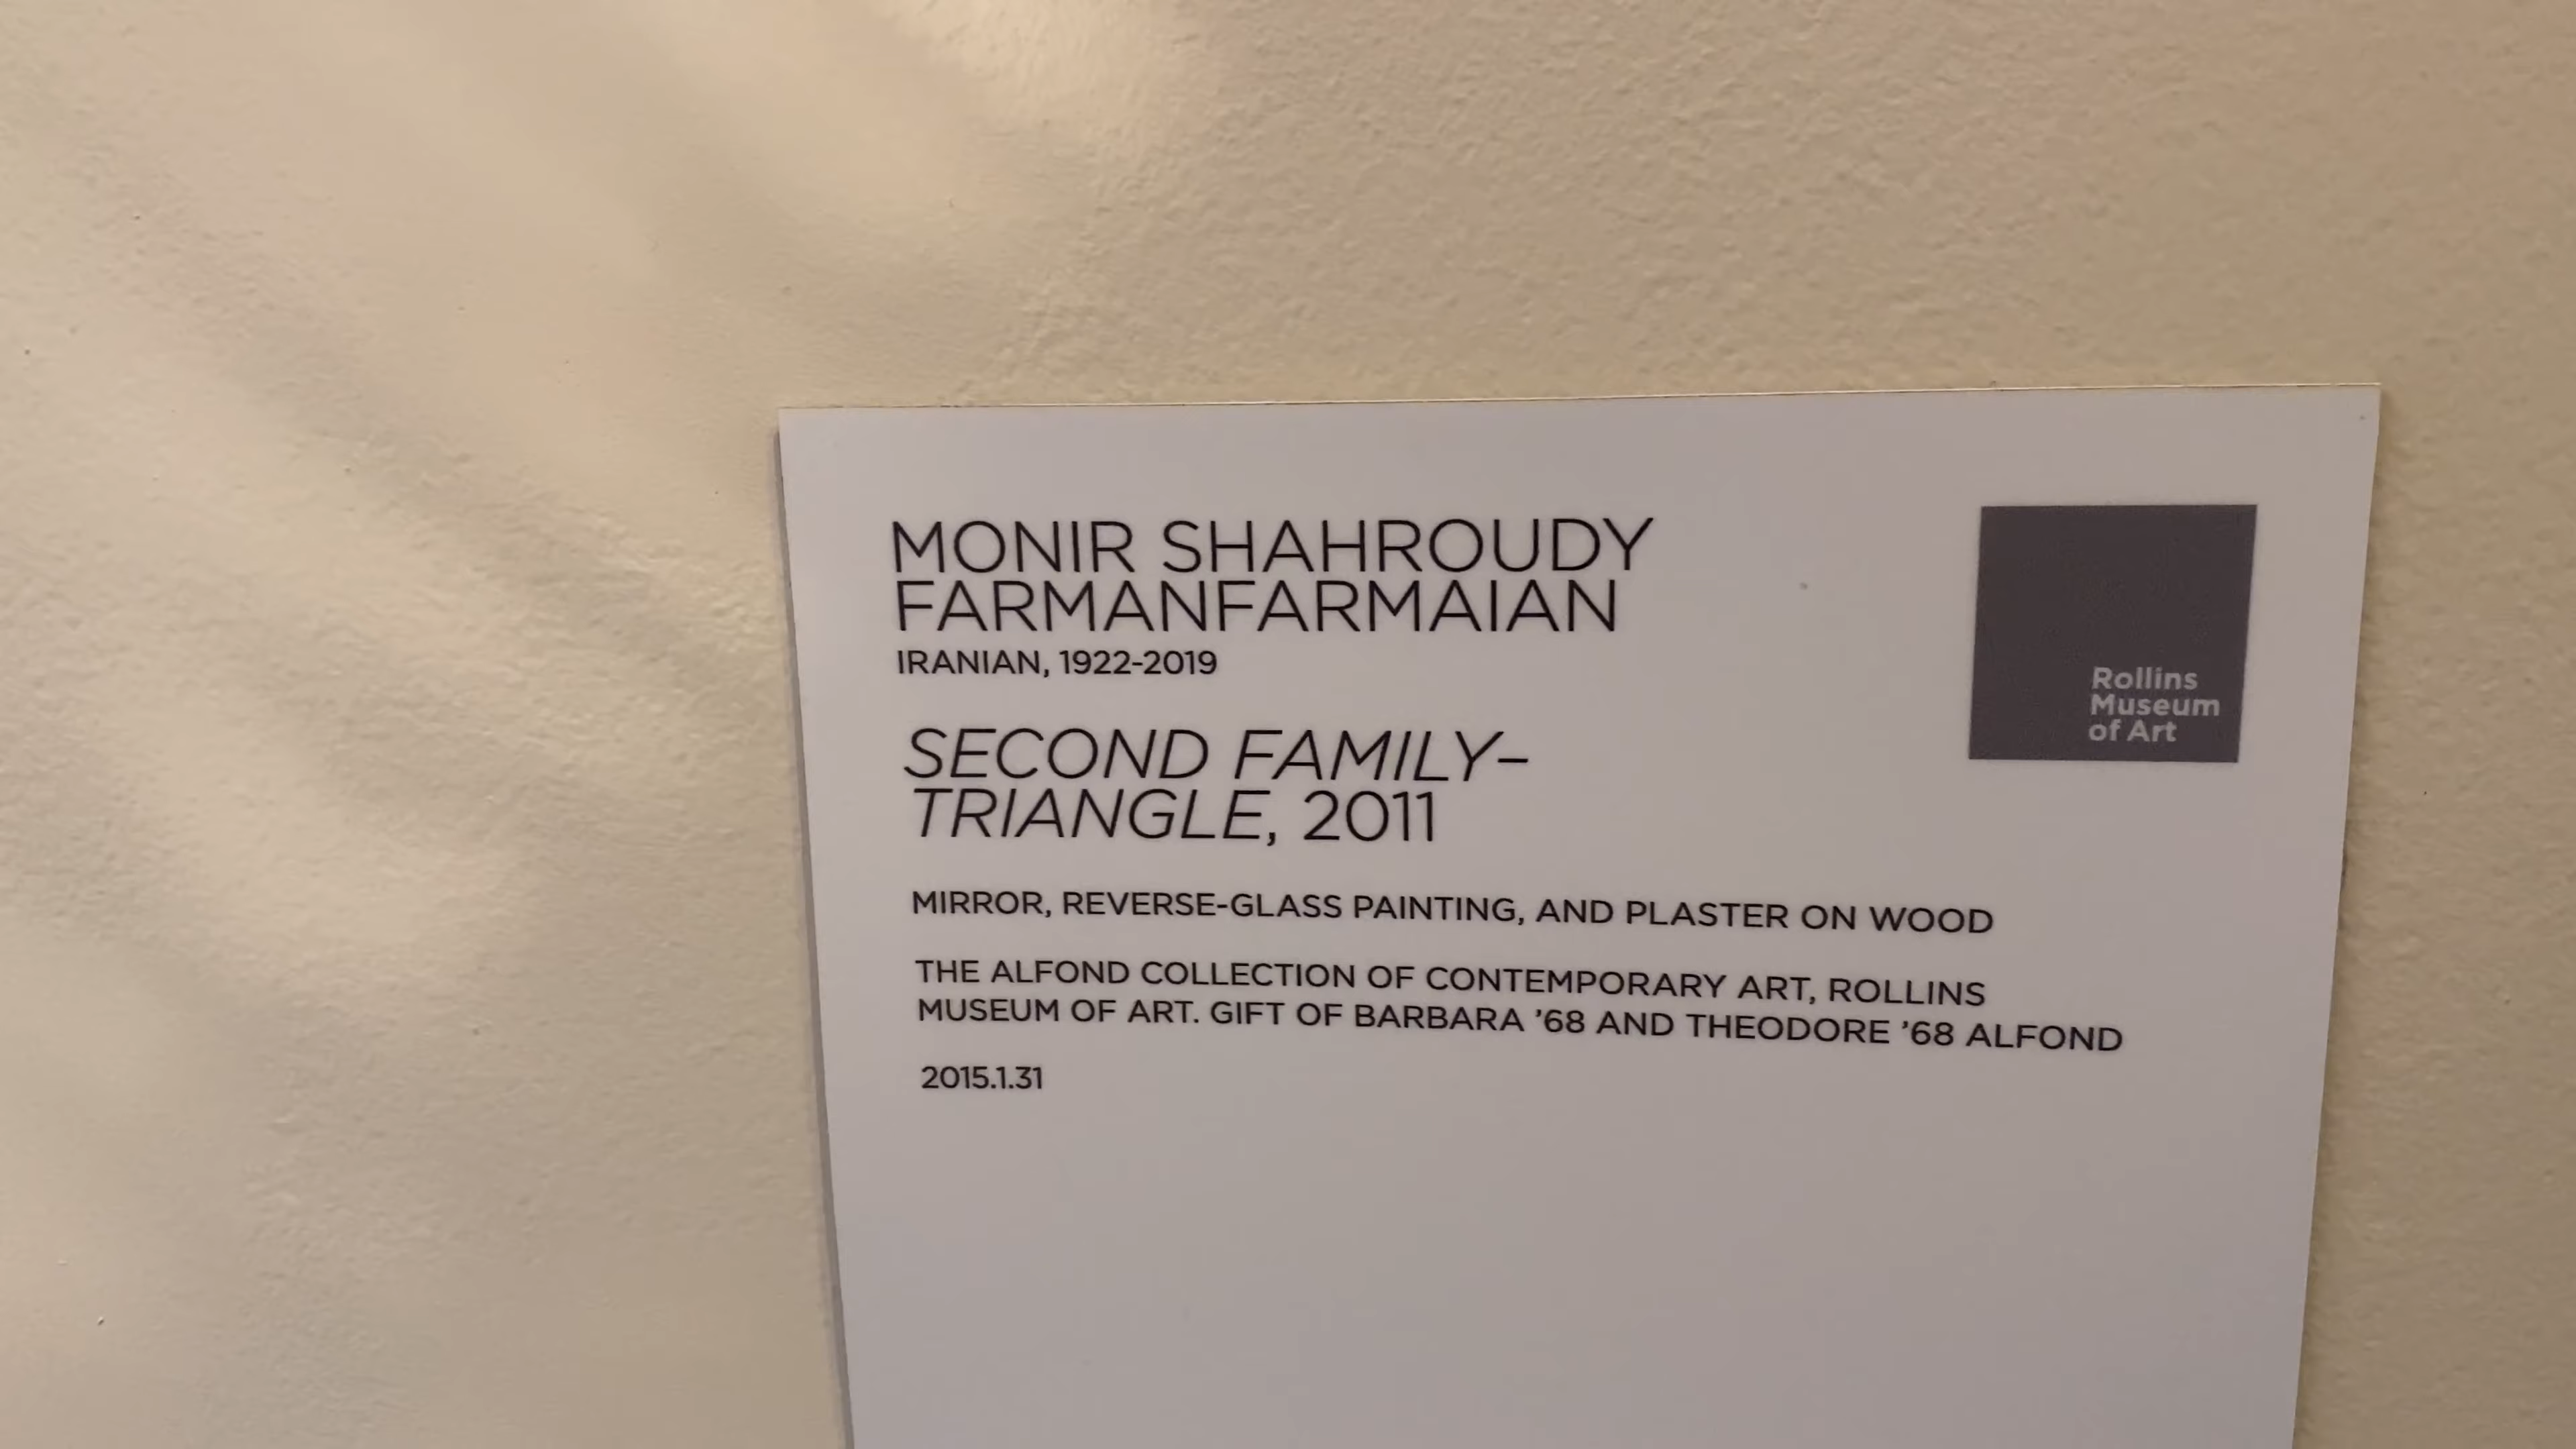 MONIR SHAHROUDY
FARMANFARMAIAN
IRANIAN, 1922-2019
SECOND FAMILY–
TRIANGLE, 2011
MIRROR, REVERSE-GLASS PAINTING, AND PLASTER ON WOOD
THE ALFOND COLLECTION OF CONTEMPORARY ART, ROLLINS
MUSEUM OF ART. GIFT OF BARBARA ’68 AND THEODORE ’68 ALFOND
2015.1.31
Rollins
Museum
of Art